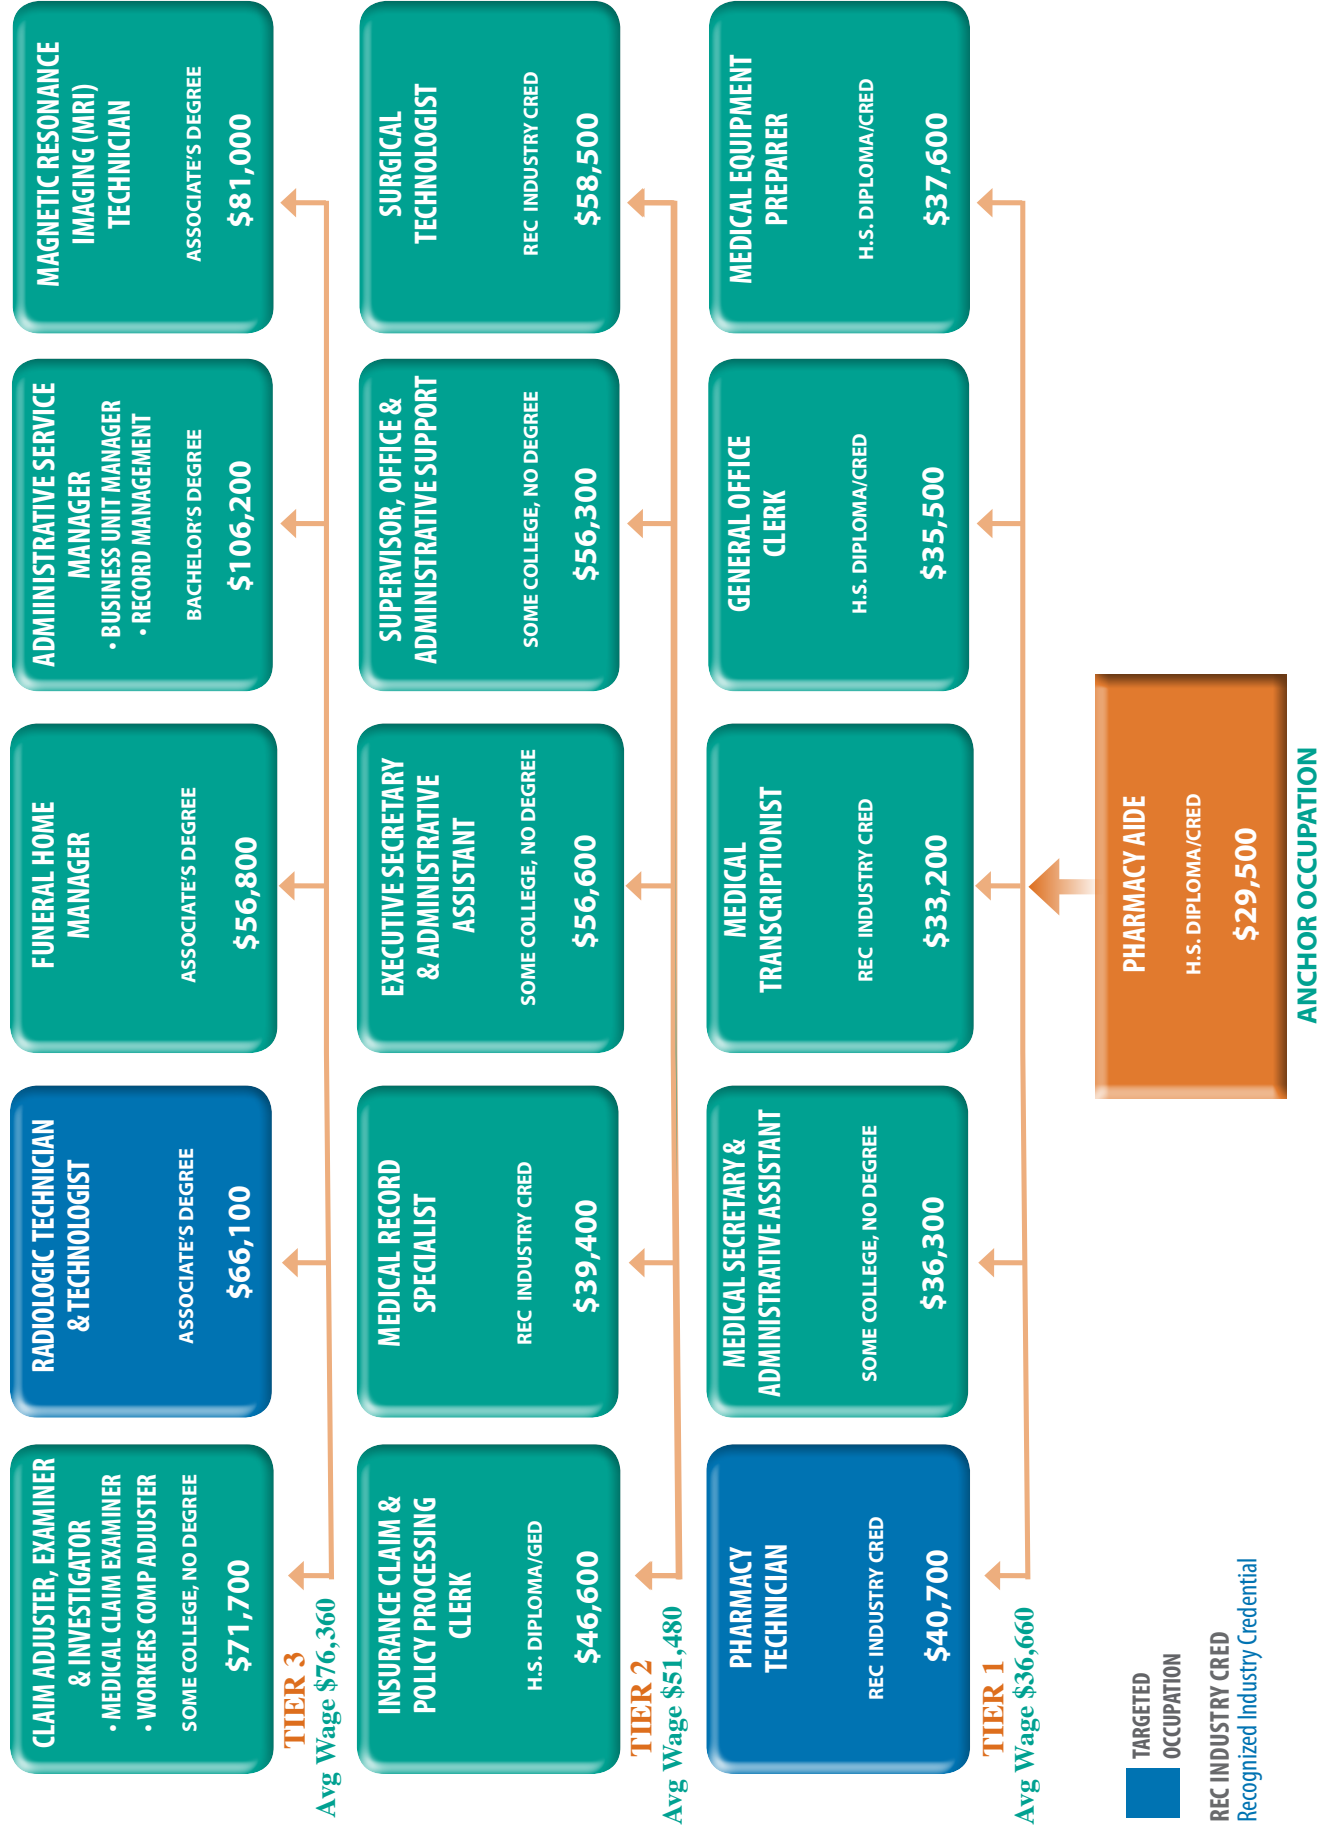 CLAIM ADJUSTER, EXAMINER
& INVESTIGATOR
• MEDICAL CLAIM EXAMINER
• WORKERS COMP ADJUSTER
SOME COLLEGE, NO DEGREE
$71,700
RADIOLOGIC TECHNICIAN
& TECHNOLOGIST
ASSOCIATE'S DEGREE
$66,100
FUNERAL HOME
MANAGER
ASSOCIATE'S DEGREE
$56,800
ADMINISTRATIVE SERVICE
MANAGER
• BUSINESS UNIT MANAGER
• RECORD MANAGEMENT
BACHELOR'S DEGREE
$106,200
MAGNETIC RESONANCE
IMAGING (MRI)
TECHNICIAN
ASSOCIATE'S DEGREE
$81,000
TIER 3
Avg Wage $76,360
INSURANCE CLAIM &
POLICY PROCESSING
CLERK
H.S. DIPLOMA/GED
$46,600
MEDICAL RECORD
SPECIALIST
REC INDUSTRY CRED
$39,400
EXECUTIVE SECRETARY
& ADMINISTRATIVE
ASSISTANT
SOME COLLEGE, NO DEGREE
$56,600
SUPERVISOR, OFFICE &
ADMINISTRATIVE SUPPORT
SOME COLLEGE, NO DEGREE
$56,300
SURGICAL
TECHNOLOGIST
REC INDUSTRY CRED
$58,500
TIER 2
Avg Wage $51,480
PHARMACY
TECHNICIAN
REC INDUSTRY CRED
$40,700
MEDICAL SECRETARY &
ADMINISTRATIVE ASSISTANT
SOME COLLEGE, NO DEGREE
$36,300
MEDICAL
TRANSCRIPTIONIST
REC INDUSTRY CRED
$33,200
GENERAL OFFICE
CLERK
H.S. DIPLOMA/CRED
$35,500
MEDICAL EQUIPMENT
PREPARER
H.S. DIPLOMA/CRED
$37,600
TIER 1
Avg Wage $36,660
PHARMACY AIDE
H.S. DIPLOMA/CRED
$29,500
ANCHOR OCCUPATION
TARGETED
OCCUPATION
REC INDUSTRY CRED
Recognized Industry Credential